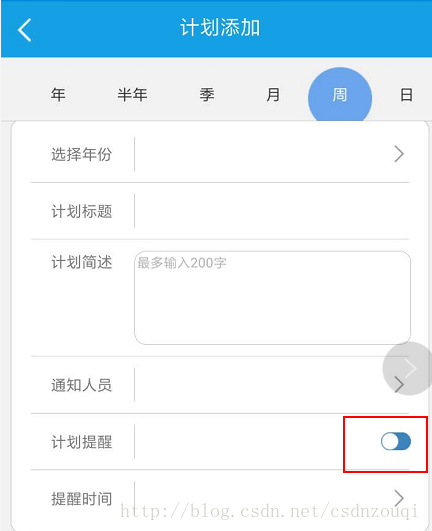 计划添加
年 半年 季 月 周 日
选择年份
计划标题
计划简述
最多输入200字
通知人员
计划提醒
提醒时间
http://blog.csdn.net/csdnzouqi